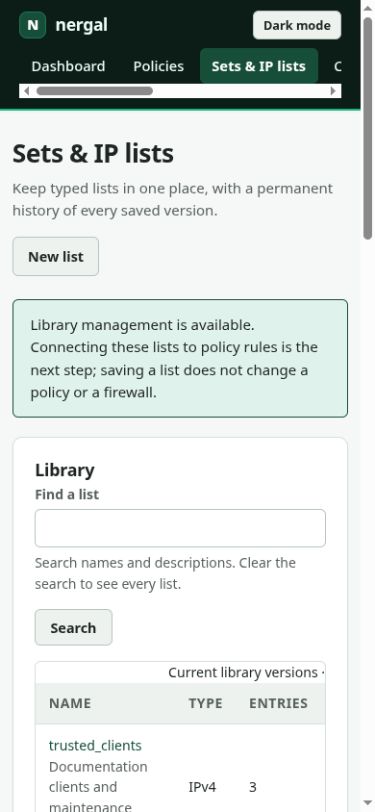 N nergal Dark mode
Dashboard Policies Sets & IP lists
Sets & IP lists
Keep typed lists in one place, with a permanent
history of every saved version.
New list
Library management is available.
Connecting these lists to policy rules is the
next step; saving a list does not change a
policy or a firewall.
Library
Find a list
Search names and descriptions. Clear the
search to see every list.
Search
Current library versions ·
NAME TYPE ENTRIES
trusted_clients
Documentation
clients and IPv4 3
maintenance